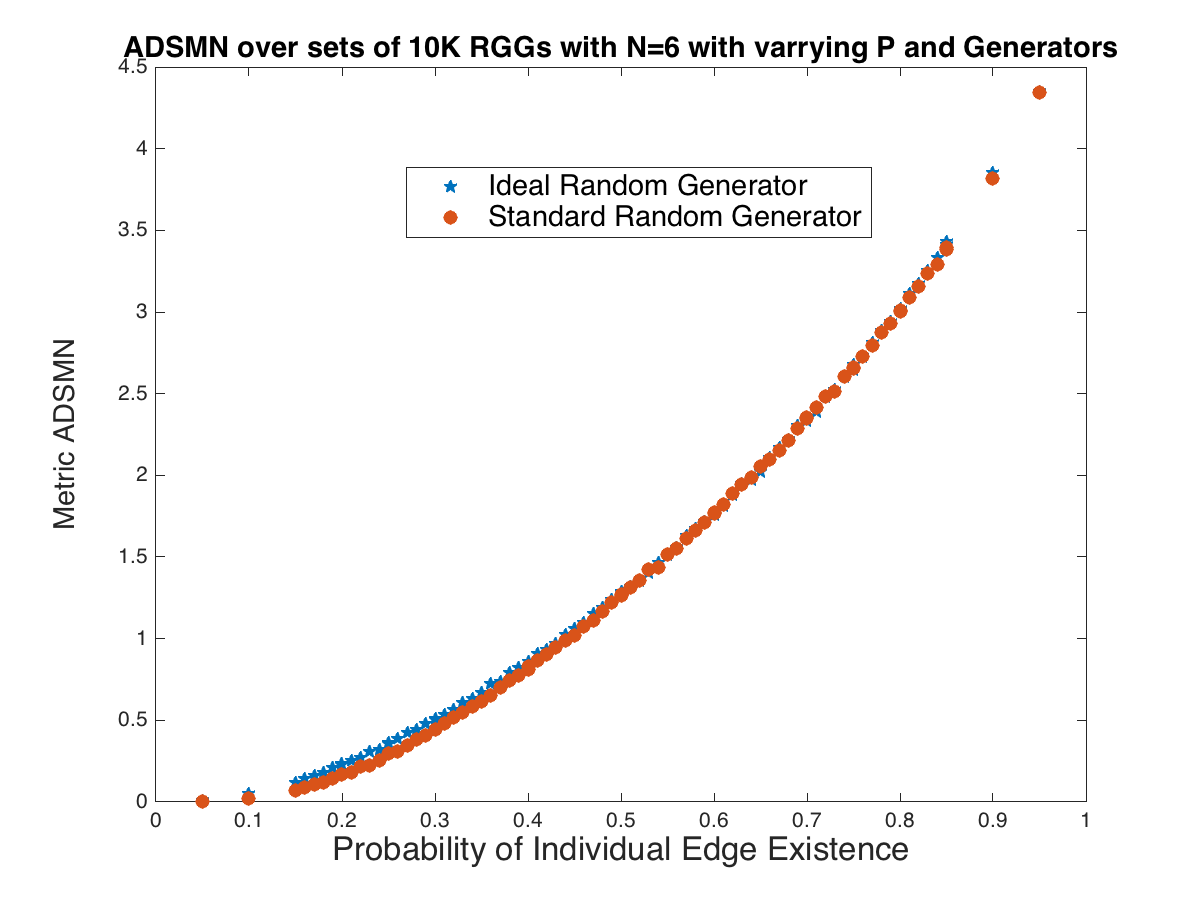 ADSMN over sets of 10K RGGs with N=6 with varrying P and Generators
4.5
4
3.5
3
2.5
2
1.5
1
0.5
0
Metric ADSMN
Ideal Random Generator
Standard Random Generator
0 0.1 0.2 0.3 0.4 0.5 0.6 0.7 0.8 0.9 1
Probability of Individual Edge Existence